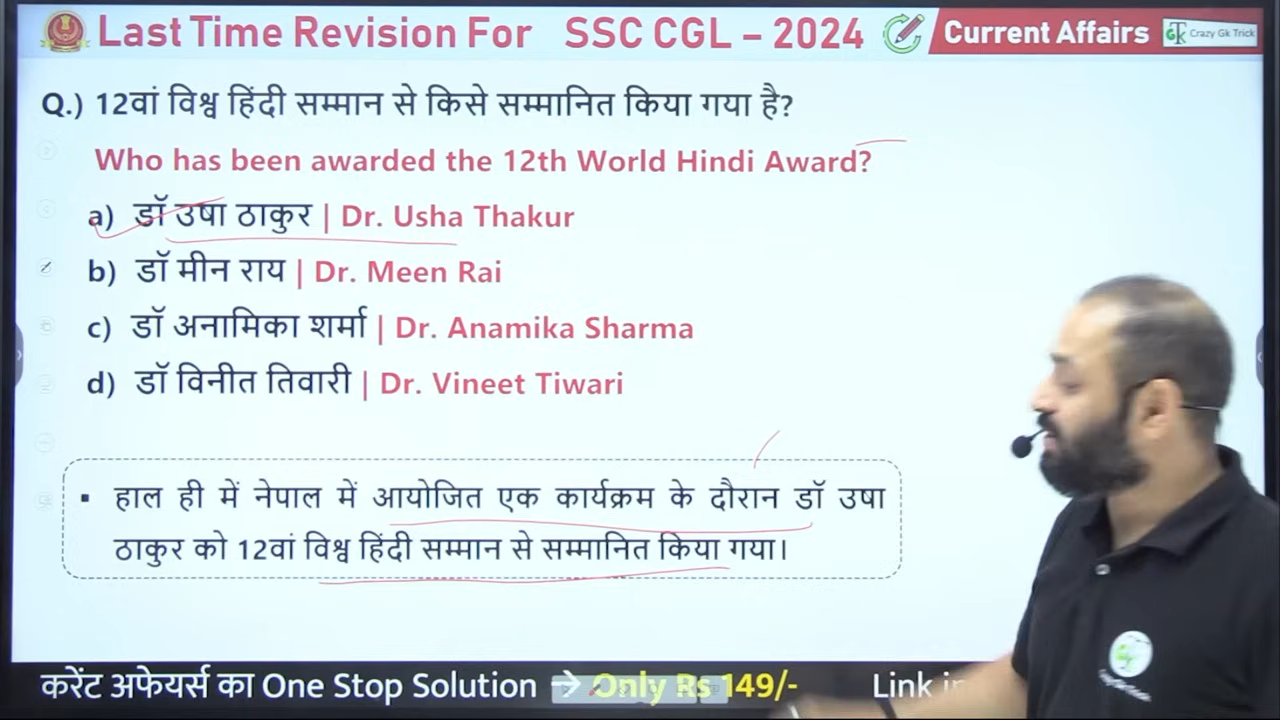 Last Time Revision For SSC CGL – 2024 Current Affairs Crazy Gk Trick
Q.) 12वां विश्व हिंदी सम्मान से किसे सम्मानित किया गया है?
Who has been awarded the 12th World Hindi Award?
a) डॉ उषा ठाकुर | Dr. Usha Thakur
b) डॉ मीन राय | Dr. Meen Rai
c) डॉ अनामिका शर्मा | Dr. Anamika Sharma
d) डॉ विनीत तिवारी | Dr. Vineet Tiwari
▪ हाल ही में नेपाल में आयोजित एक कार्यक्रम के दौरान डॉ उषा
ठाकुर को 12वां विश्व हिंदी सम्मान से सम्मानित किया गया।
करेंट अफेयर्स का One Stop Solution → Only Rs 149/- Link in